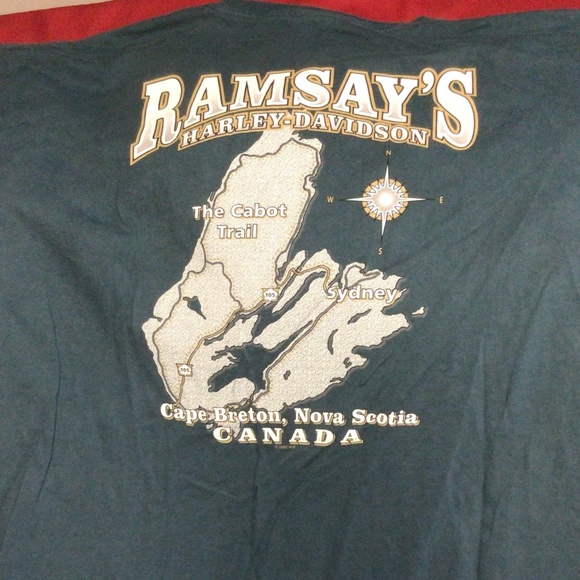 RAMSAY'S
HARLEY-DAVIDSON
N
W E
S
The Cabot
Trail
Sydney
105
105
Cape Breton, Nova Scotia
CANADA